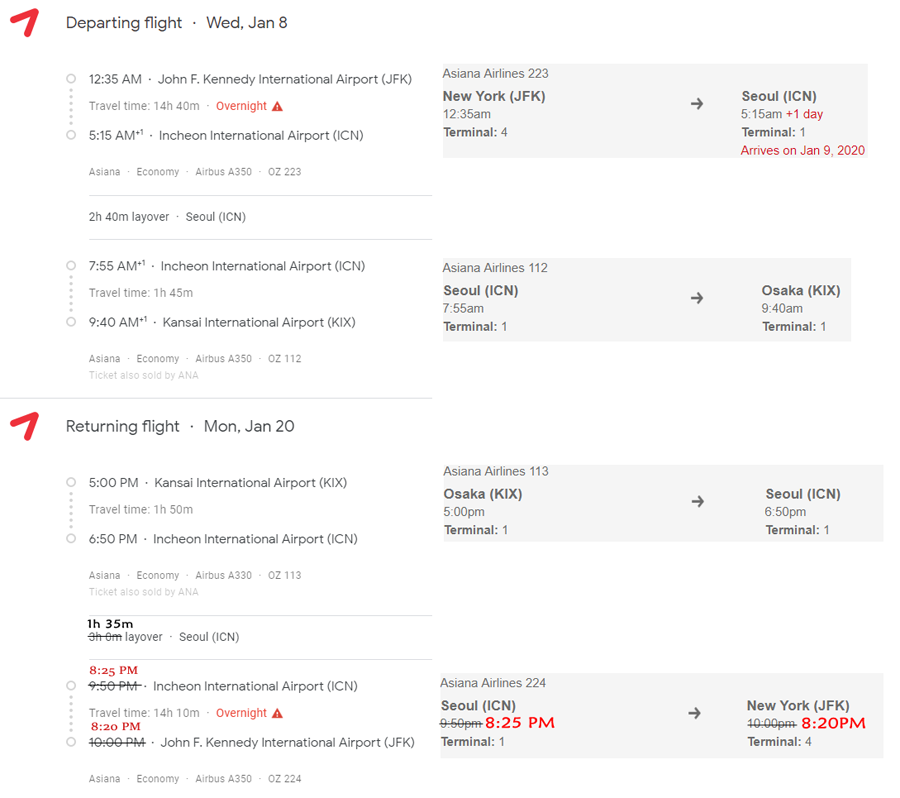 Departing flight · Wed, Jan 8
12:35 AM · John F. Kennedy International Airport (JFK)
Travel time: 14h 40m · Overnight
5:15 AM+1 · Incheon International Airport (ICN)
Asiana · Economy · Airbus A350 · OZ 223
Asiana Airlines 223
New York (JFK) → Seoul (ICN)
12:35am 5:15am +1 day
Terminal: 4 Terminal: 1
Arrives on Jan 9, 2020
2h 40m layover · Seoul (ICN)
7:55 AM+1 · Incheon International Airport (ICN)
Travel time: 1h 45m
9:40 AM+1 · Kansai International Airport (KIX)
Asiana · Economy · Airbus A350 · OZ 112
Ticket also sold by ANA
Asiana Airlines 112
Seoul (ICN) → Osaka (KIX)
7:55am 9:40am
Terminal: 1 Terminal: 1
Returning flight · Mon, Jan 20
5:00 PM · Kansai International Airport (KIX)
Travel time: 1h 50m
6:50 PM · Incheon International Airport (ICN)
Asiana · Economy · Airbus A330 · OZ 113
Ticket also sold by ANA
Asiana Airlines 113
Osaka (KIX) → Seoul (ICN)
5:00pm 6:50pm
Terminal: 1 Terminal: 1
1h 35m
3h 0m layover · Seoul (ICN)
8:25 PM
9:50 PM · Incheon International Airport (ICN)
Travel time: 14h 10m · Overnight
8:20 PM
10:00 PM · John F. Kennedy International Airport (JFK)
Asiana · Economy · Airbus A350 · OZ 224
Asiana Airlines 224
Seoul (ICN) → New York (JFK)
9:50pm 8:25 PM 10:00pm 8:20PM
Terminal: 1 Terminal: 4